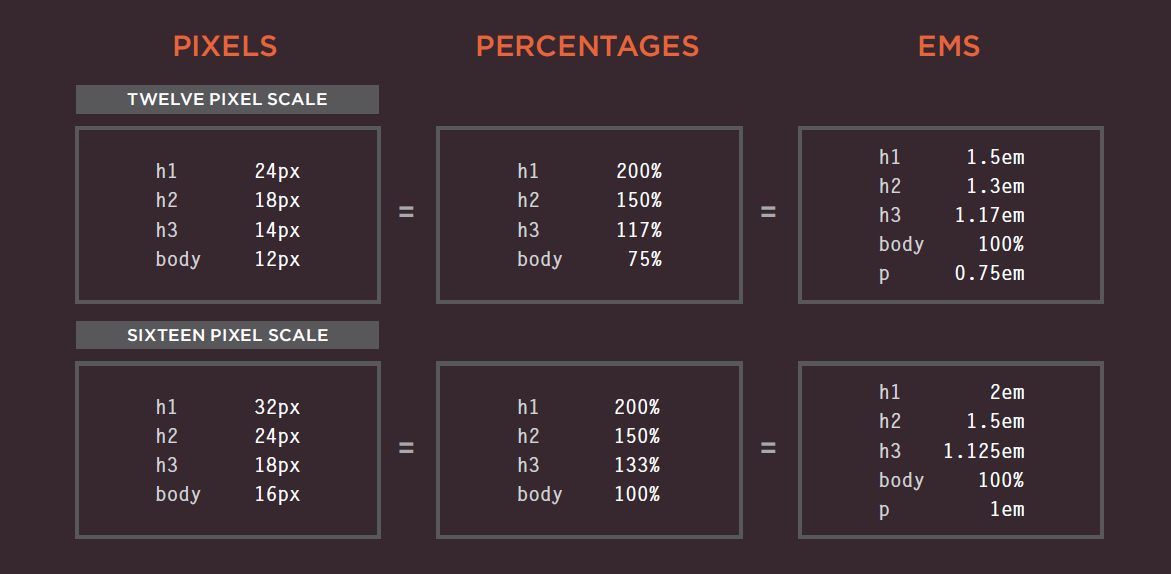 PIXELS PERCENTAGES EMS
TWELVE PIXEL SCALE
h1 24px
h2 18px
h3 14px
body 12px
=
h1 200%
h2 150%
h3 117%
body 75%
=
h1 1.5em
h2 1.3em
h3 1.17em
body 100%
p 0.75em
SIXTEEN PIXEL SCALE
h1 32px
h2 24px
h3 18px
body 16px
=
h1 200%
h2 150%
h3 133%
body 100%
=
h1 2em
h2 1.5em
h3 1.125em
body 100%
p 1em